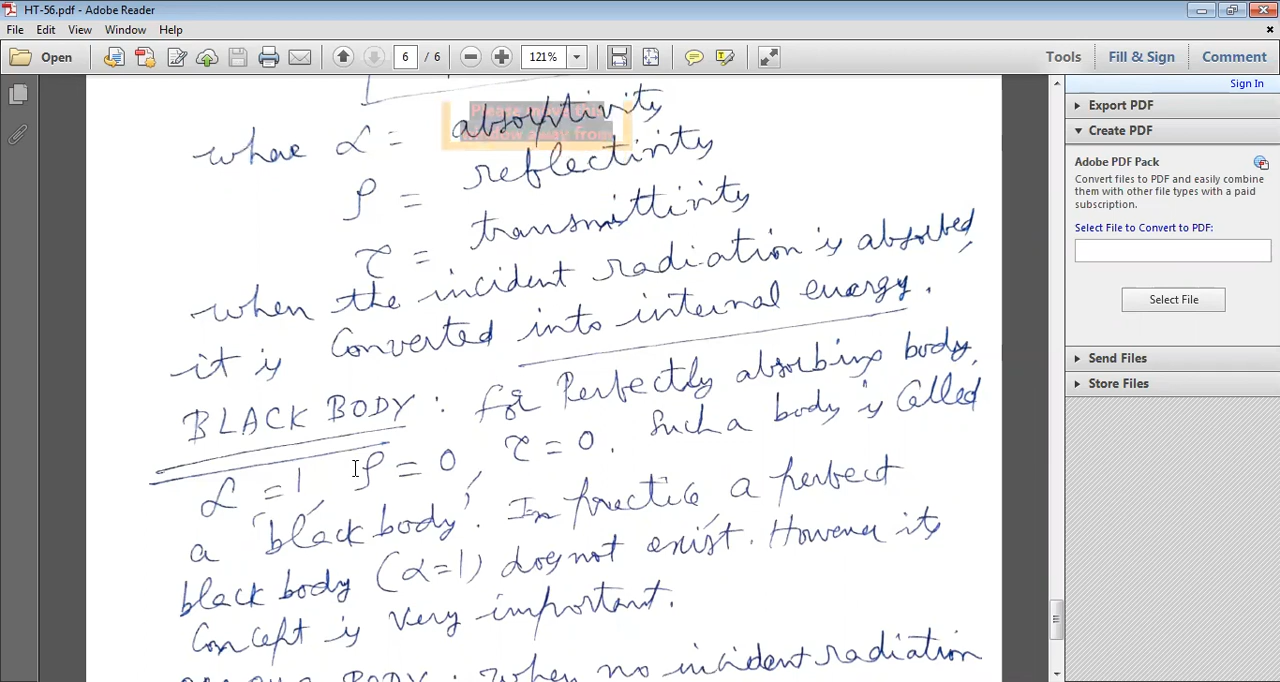 HT-56.pdf - Adobe Reader
File Edit View Window Help
Open 6 / 6 121% Tools Fill & Sign Comment
Sign In
Export PDF
Create PDF
Adobe PDF Pack
Convert files to PDF and easily combine
them with other file types with a paid
subscription.
Select File to Convert to PDF:
Select File
Send Files
Store Files
where α = absorptivity
ρ = reflectivity
τ = transmittivity
when the incident radiation is absorbed,
it is Converted into internal energy.
BLACK BODY : for Perfectly absorbing body,
α = 1, ρ = 0, τ = 0. Such a body is Called
a 'black body'. In practice, a perfect
black body (α=1) does not exist. However its
Concept is very important.
BODY : When no incident radiation